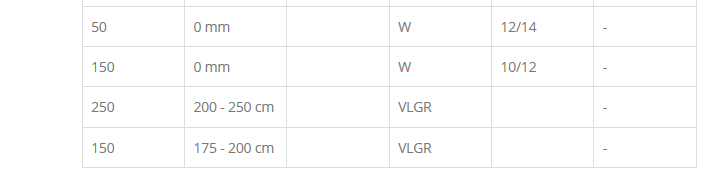 50 0 mm W 12/14 -
150 0 mm W 10/12 -
250 200 - 250 cm VLGR -
150 175 - 200 cm VLGR -